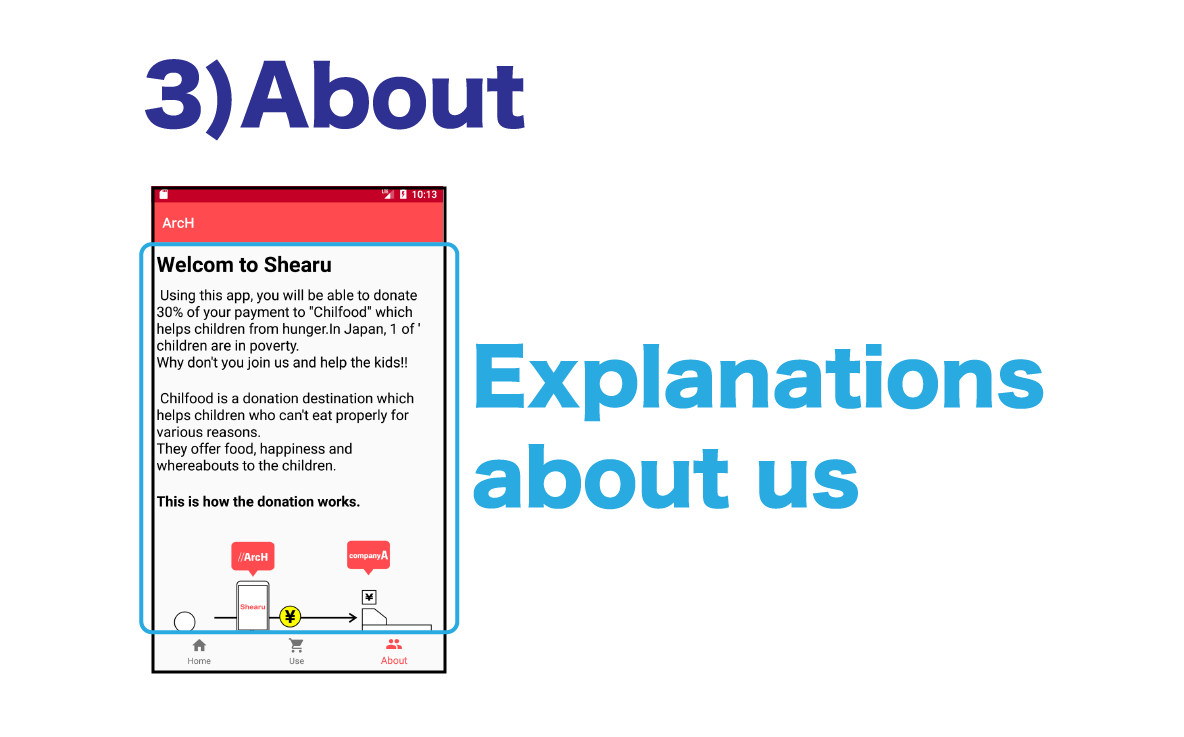 3)About
LTE 10:13
ArcH
Welcom to Shearu
Using this app, you will be able to donate
30% of your payment to "Chilfood" which
helps children from hunger.In Japan, 1 of '
children are in poverty.
Why don't you join us and help the kids!!
Chilfood is a donation destination which
helps children who can't eat properly for
various reasons.
They offer food, happiness and
whereabouts to the children.
This is how the donation works.
Explanations
about us
//ArcH
companyA
¥
Shearu
¥
Home
Use
About